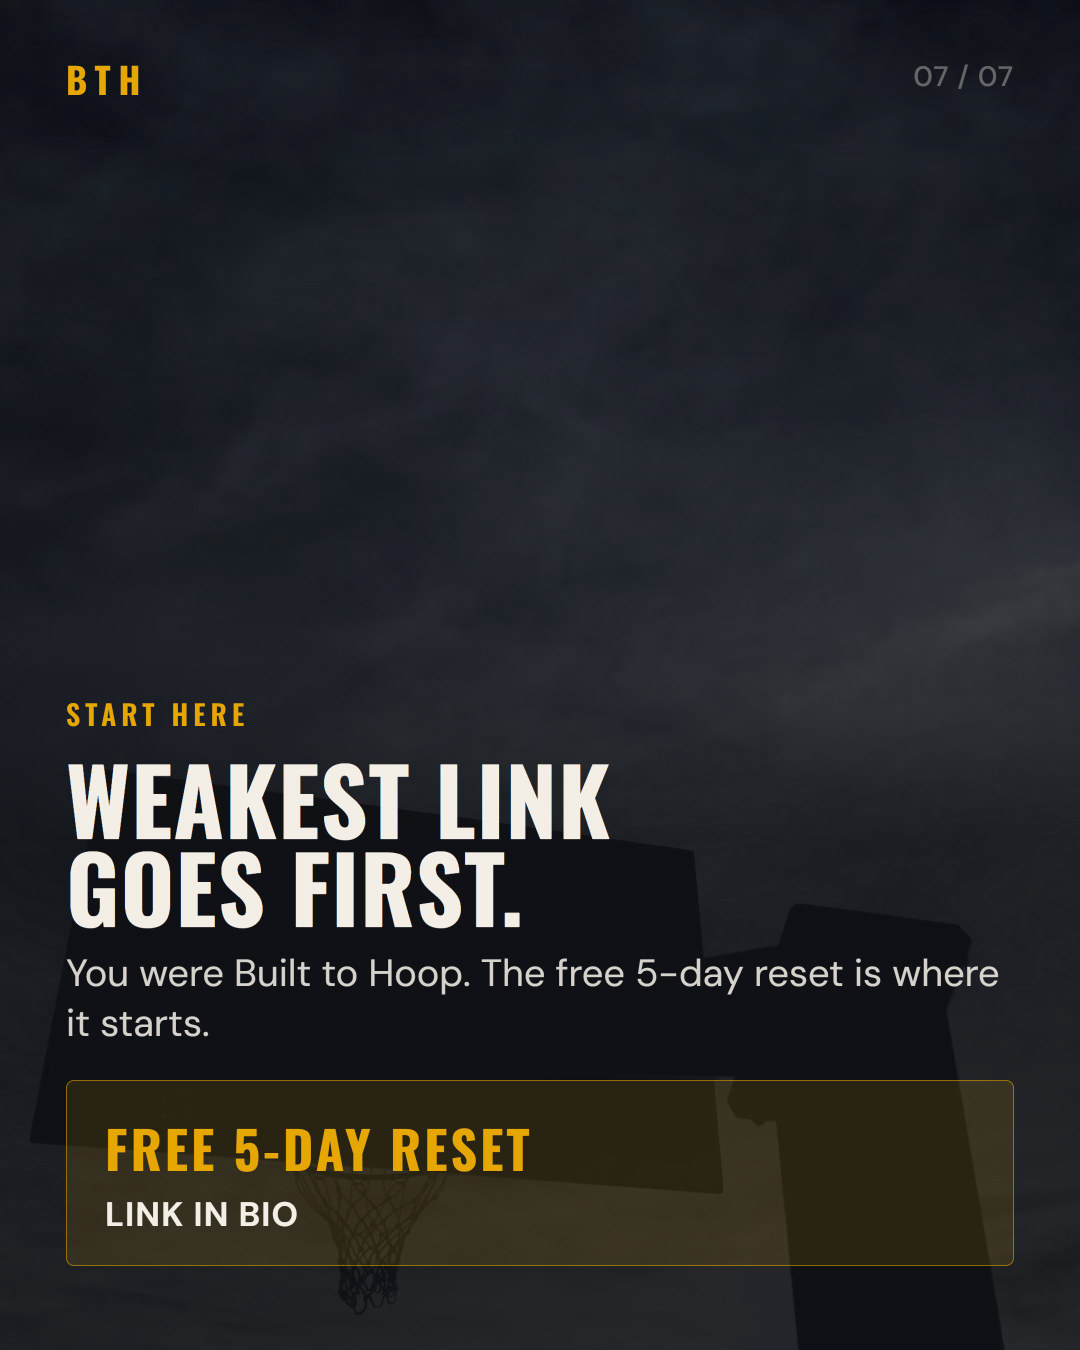 BTH
07 / 07
START HERE
WEAKEST LINK
GOES FIRST.
You were Built to Hoop. The free 5-day reset is where
it starts.
FREE 5-DAY RESET
LINK IN BIO